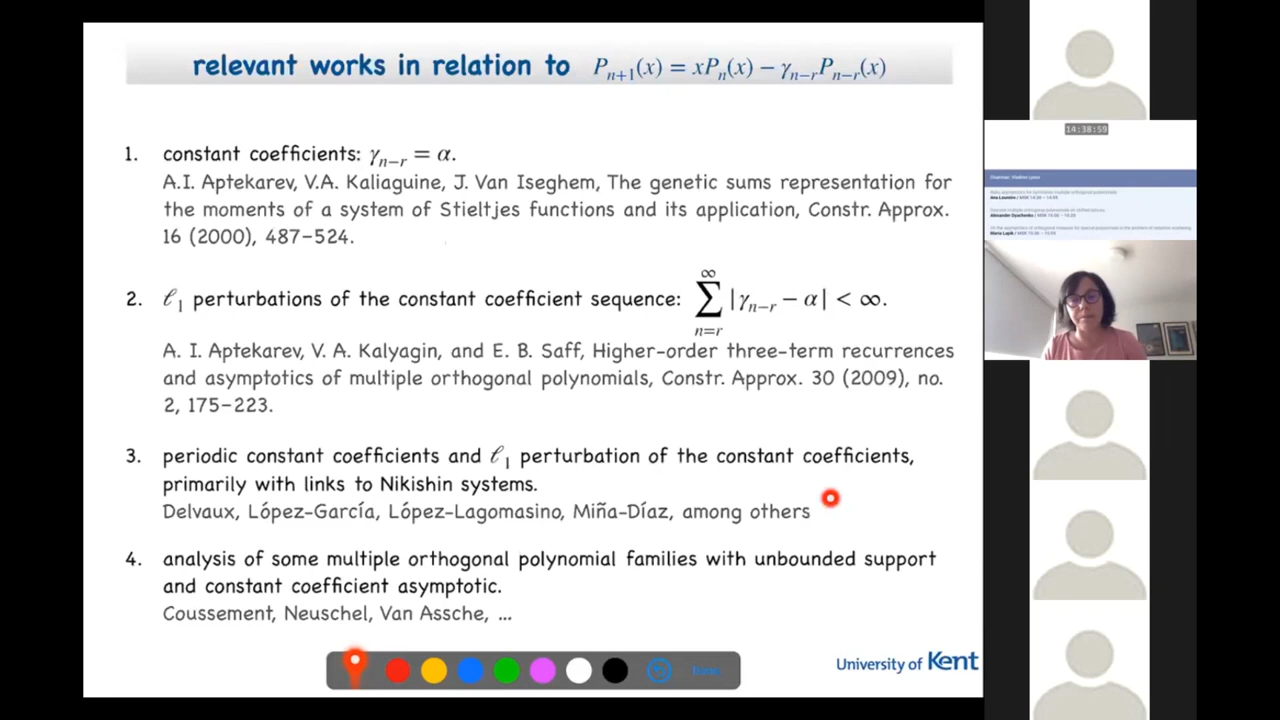 relevant works in relation to P_{n+1}(x) = xP_n(x) − γ_{n−r}P_{n−r}(x)
1. constant coefficients: γ_{n−r} = α.
A.I. Aptekarev, V.A. Kaliaguine, J. Van Iseghem, The genetic sums representation for
the moments of a system of Stieltjes functions and its application, Constr. Approx.
16 (2000), 487–524.
2. ℓ_1 perturbations of the constant coefficient sequence: ∑_{n=r}^{∞} |γ_{n−r} − α| < ∞.
A. I. Aptekarev, V. A. Kalyagin, and E. B. Saff, Higher-order three-term recurrences
and asymptotics of multiple orthogonal polynomials, Constr. Approx. 30 (2009), no.
2, 175–223.
3. periodic constant coefficients and ℓ_1 perturbation of the constant coefficients,
primarily with links to Nikishin systems.
Delvaux, López-García, López-Lagomasino, Miña-Díaz, among others
4. analysis of some multiple orthogonal polynomial families with unbounded support
and constant coefficient asymptotic.
Coussement, Neuschel, Van Assche, ...
University of Kent
14:38:59